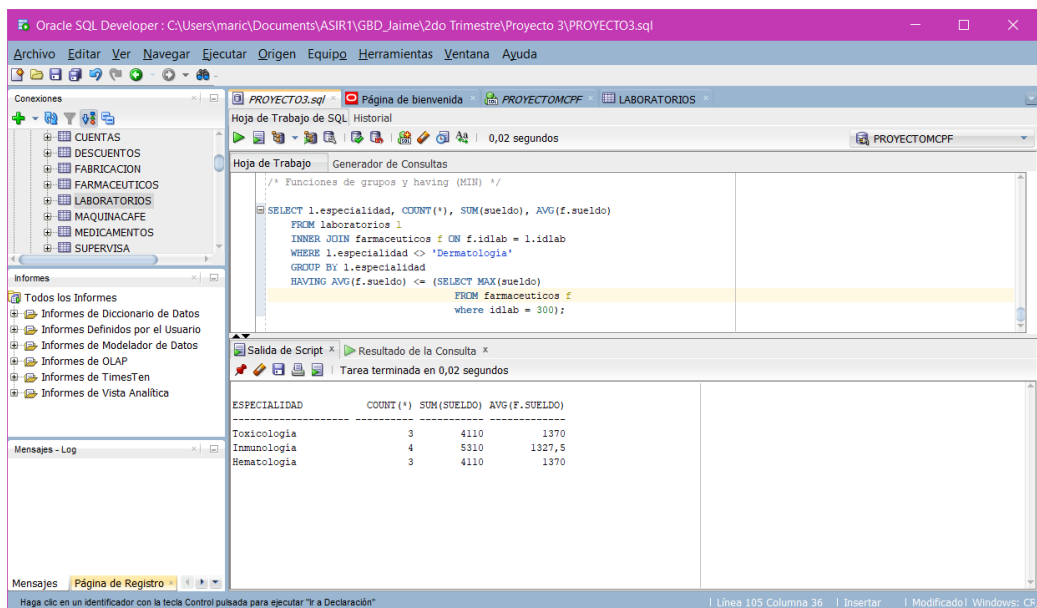 Oracle SQL Developer : C:\Users\maric\Documents\ASIR1\GBD_Jaime\2do Trimestre\Proyecto 3\PROYECTO3.sql
Archivo Editar Ver Navegar Ejecutar Origen Equipo Herramientas Ventana Ayuda
Conexiones
CUENTAS
DESCUENTOS
FABRICACION
FARMACEUTICOS
LABORATORIOS
MAQUINACAFE
MEDICAMENTOS
SUPERVISA
Informes
Todos los Informes
Informes de Diccionario de Datos
Informes Definidos por el Usuario
Informes de Modelador de Datos
Informes de OLAP
Informes de TimesTen
Informes de Vista Analítica
Mensajes - Log
Mensajes Página de Registro
PROYECTO3.sql Página de bienvenida PROYECTOMCPF LABORATORIOS
Hoja de Trabajo de SQL Historial
0,02 segundos PROYECTOMCPF
Hoja de Trabajo Generador de Consultas
/* Funciones de grupos y having (MIN) */
SELECT l.especialidad, COUNT(*), SUM(sueldo), AVG(f.sueldo)
FROM laboratorios l
INNER JOIN farmaceuticos f ON f.idlab = l.idlab
WHERE l.especialidad <> 'Dermatología'
GROUP BY l.especialidad
HAVING AVG(f.sueldo) <= (SELECT MAX(sueldo)
FROM farmaceuticos f
where idlab = 300);
Salida de Script Resultado de la Consulta
Tarea terminada en 0,02 segundos
ESPECIALIDAD COUNT(*) SUM(SUELDO) AVG(F.SUELDO)
-------------------- ---------- ----------- -------------
Toxicología 3 4110 1370
Inmunología 4 5310 1327,5
Hematología 3 4110 1370
Haga clic en un identificador con la tecla Control pulsada para ejecutar "Ir a Declaración"
Línea 105 Columna 36 Insertar Modificado Windows: CR